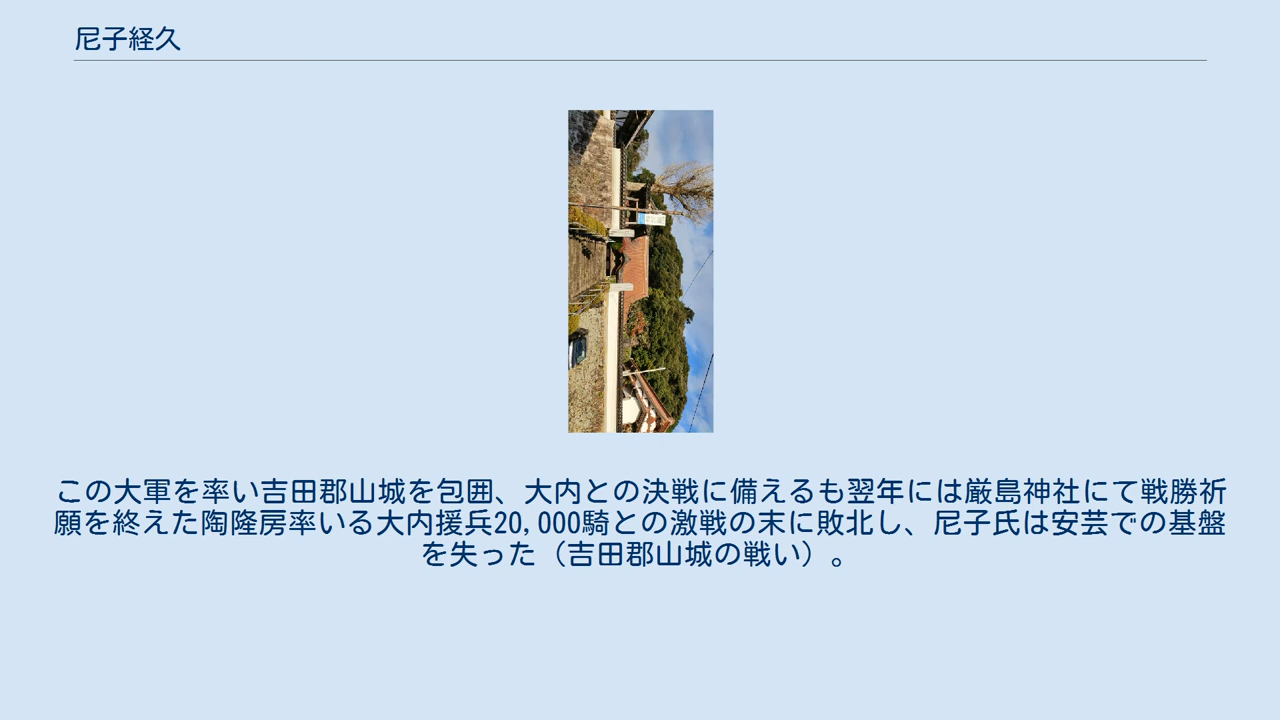 尼子経久
この大軍を率い吉田郡山城を包囲、大内との決戦に備えるも翌年には厳島神社にて戦勝祈
願を終えた陶隆房率いる大内援兵20,000騎との激戦の末に敗北し、尼子氏は安芸での基盤
を失った（吉田郡山城の戦い）。